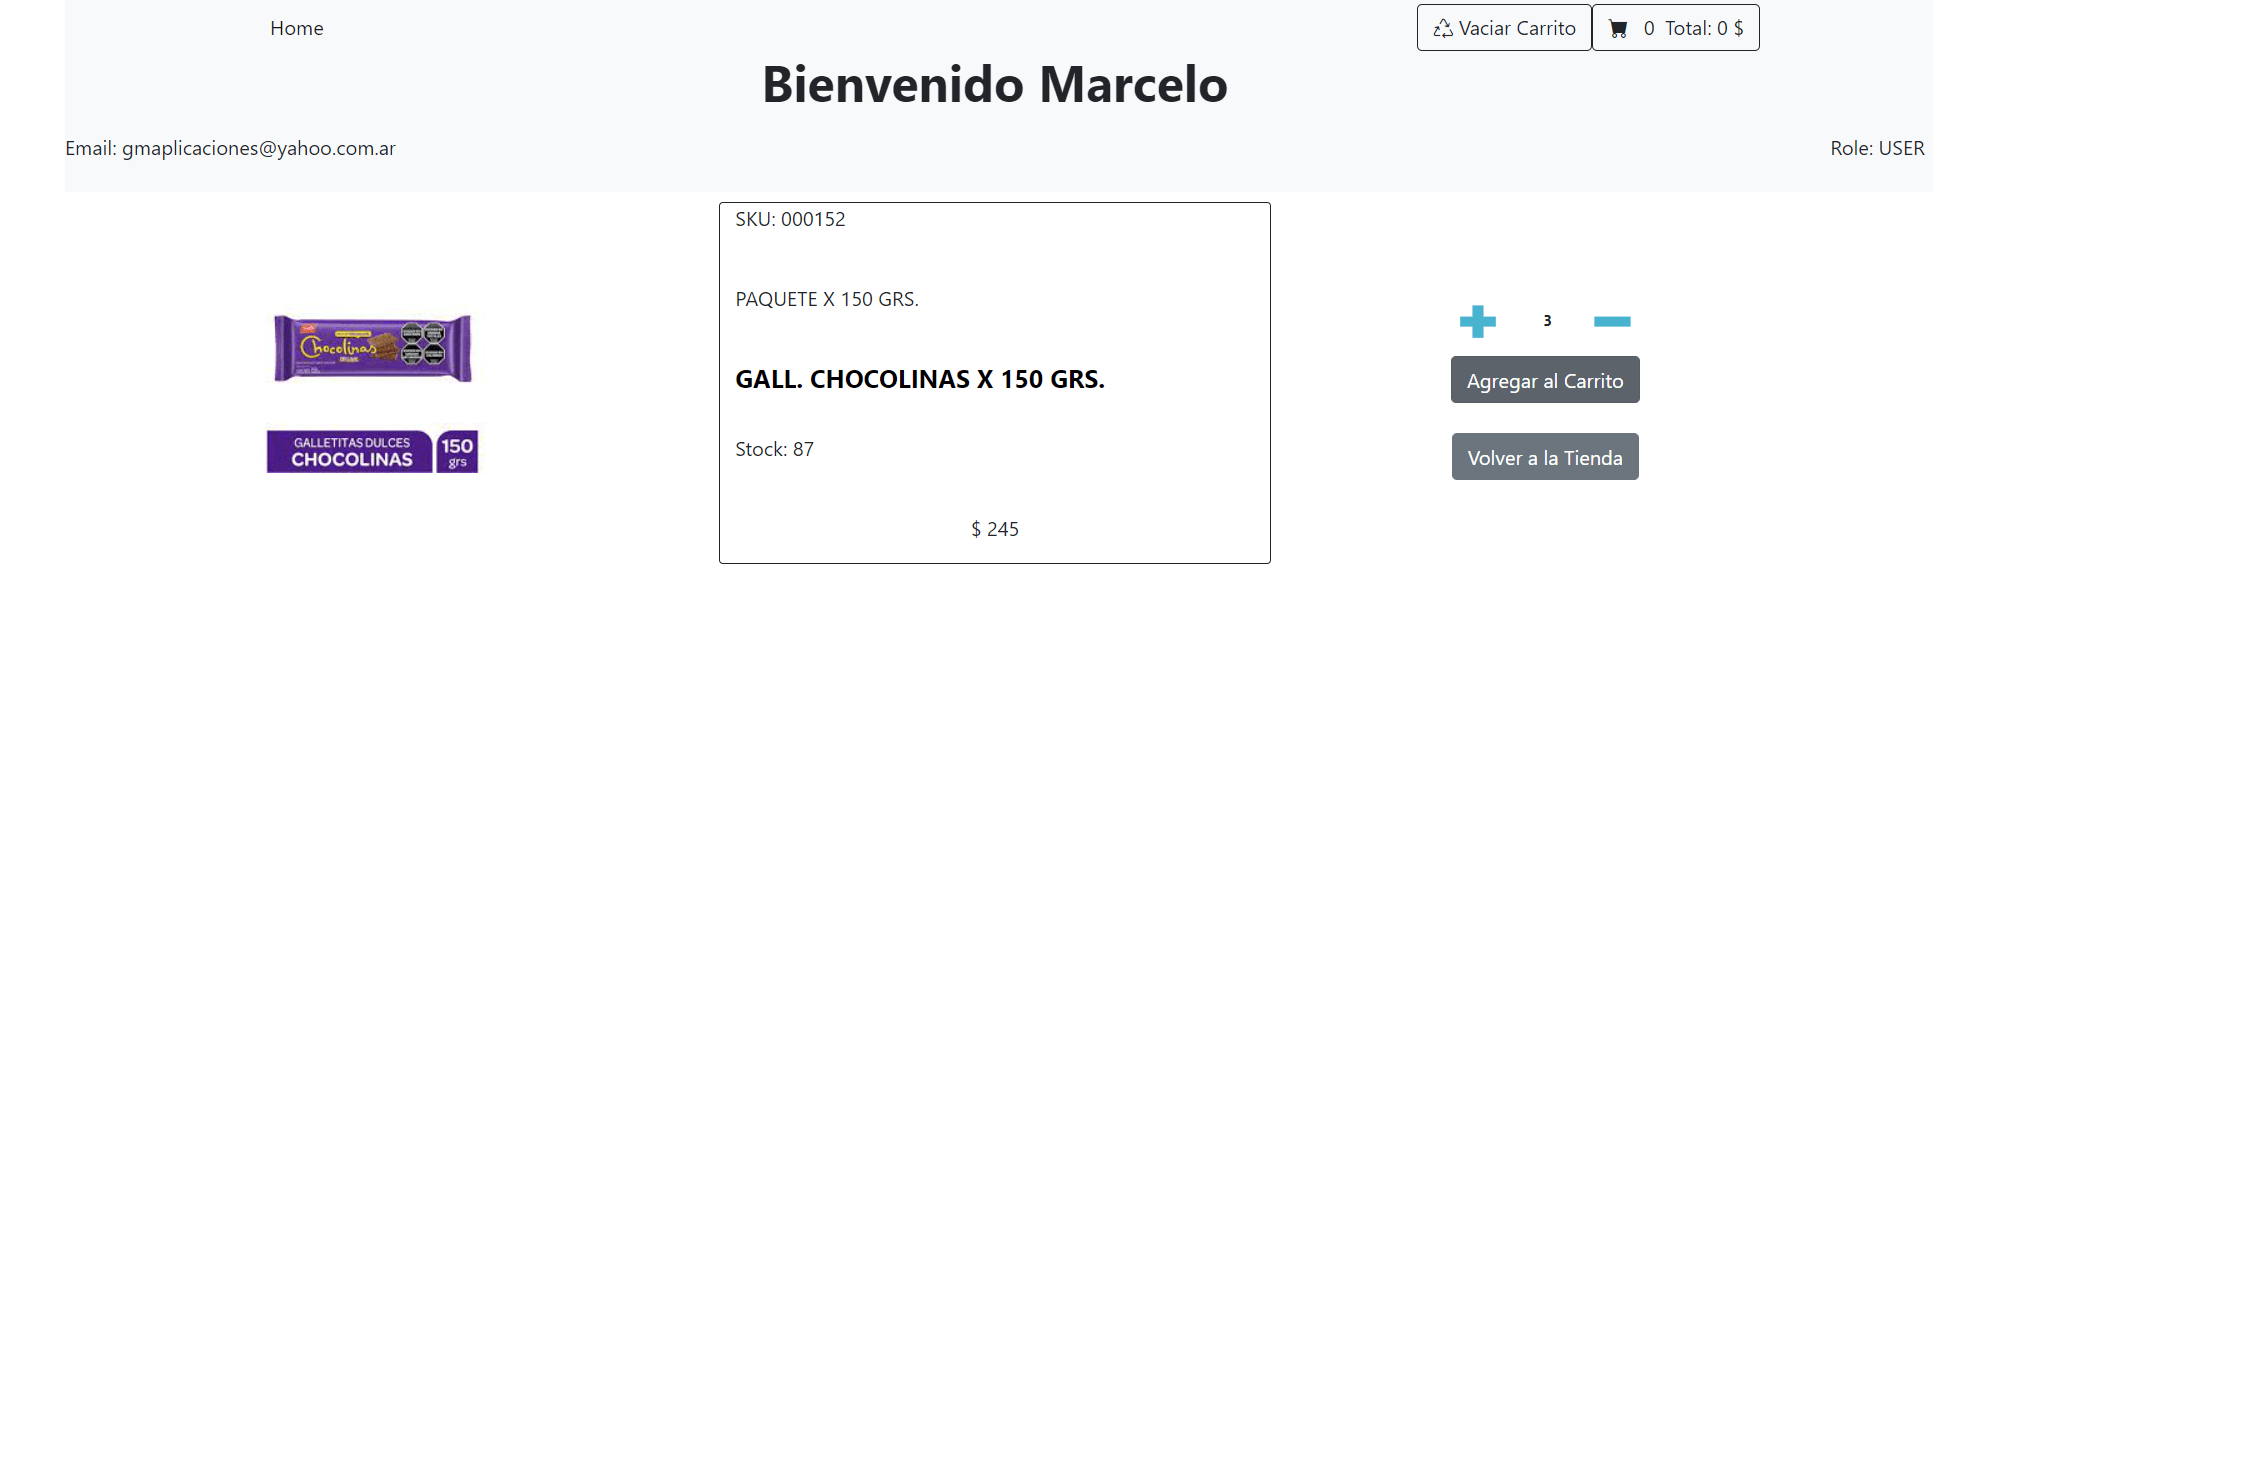 Home
Vaciar Carrito
0 Total: 0 $
Bienvenido Marcelo
Email: gmaplicaciones@yahoo.com.ar
Role: USER
Chocolinas
GALLETITAS DULCES
CHOCOLINAS
150
grs
SKU: 000152
PAQUETE X 150 GRS.
GALL. CHOCOLINAS X 150 GRS.
Stock: 87
$ 245
3
Agregar al Carrito
Volver a la Tienda